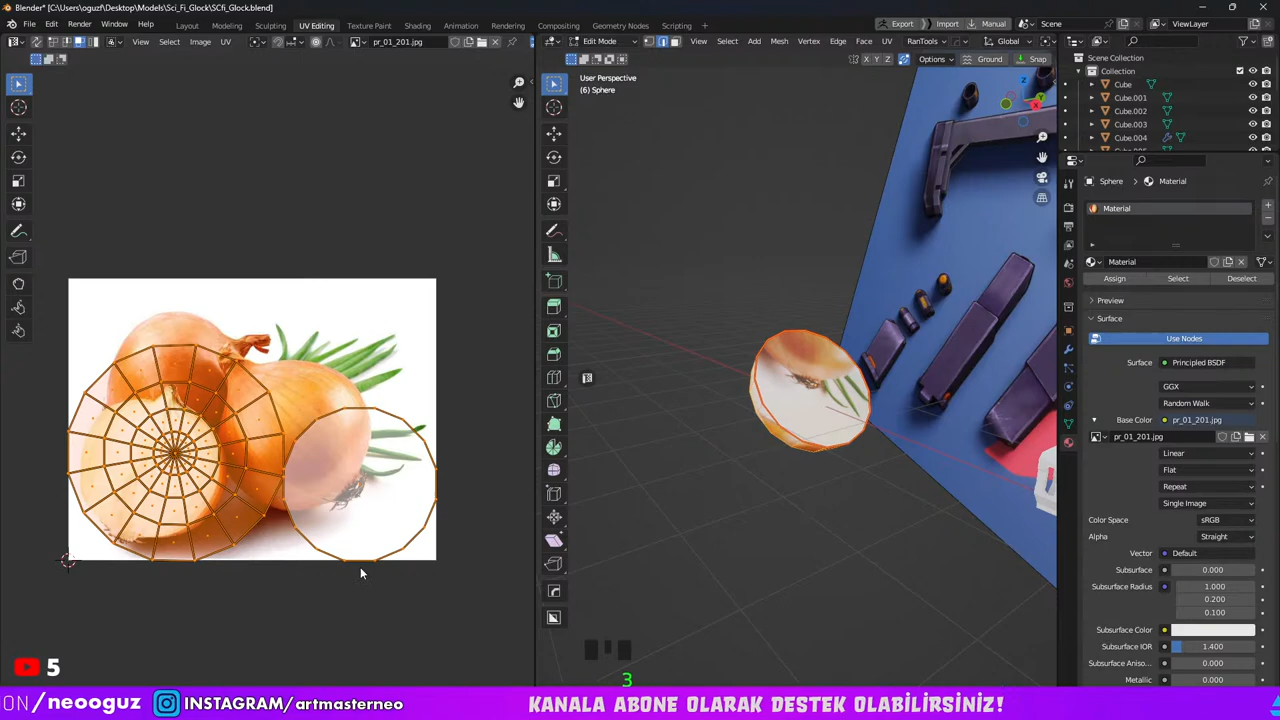 Blender* [C:\Users\oguzf\Desktop\Models\Sci_Fi_Glock\SCfi_Glock.blend]
File Edit Render Window Help Layout Modeling Sculpting UV Editing Texture Paint Shading Animation Rendering Compositing Geometry Nodes Scripting Export Import Manual Scene ViewLayer
View Select Image UV pr_01_201.jpg Edit Mode View Select Add Mesh Vertex Edge Face UV RanTools Global
X Y Z Options Ground Snap
User Perspective
(6) Sphere
Scene Collection
Collection
Cube
Cube.001
Cube.002
Cube.003
Cube.004
Sphere Material
Material
Material
Assign Select Deselect
Preview
Surface
Use Nodes
Surface Principled BSDF
GGX
Random Walk
Base Color pr_01_201.jpg
pr_01_201.jpg
Linear
Flat
Repeat
Single Image
Color Space sRGB
Alpha Straight
Vector Default
Subsurface 0.000
Subsurface Radius 1.000
0.200
0.100
Subsurface Color
Subsurface IOR 1.400
Subsurface Aniso... 0.000
Metallic 0.000
5
3
ON/neooguz INSTAGRAM/artmasterneo KANALA ABONE OLARAK DESTEK OLABİLİRSİNİZ!